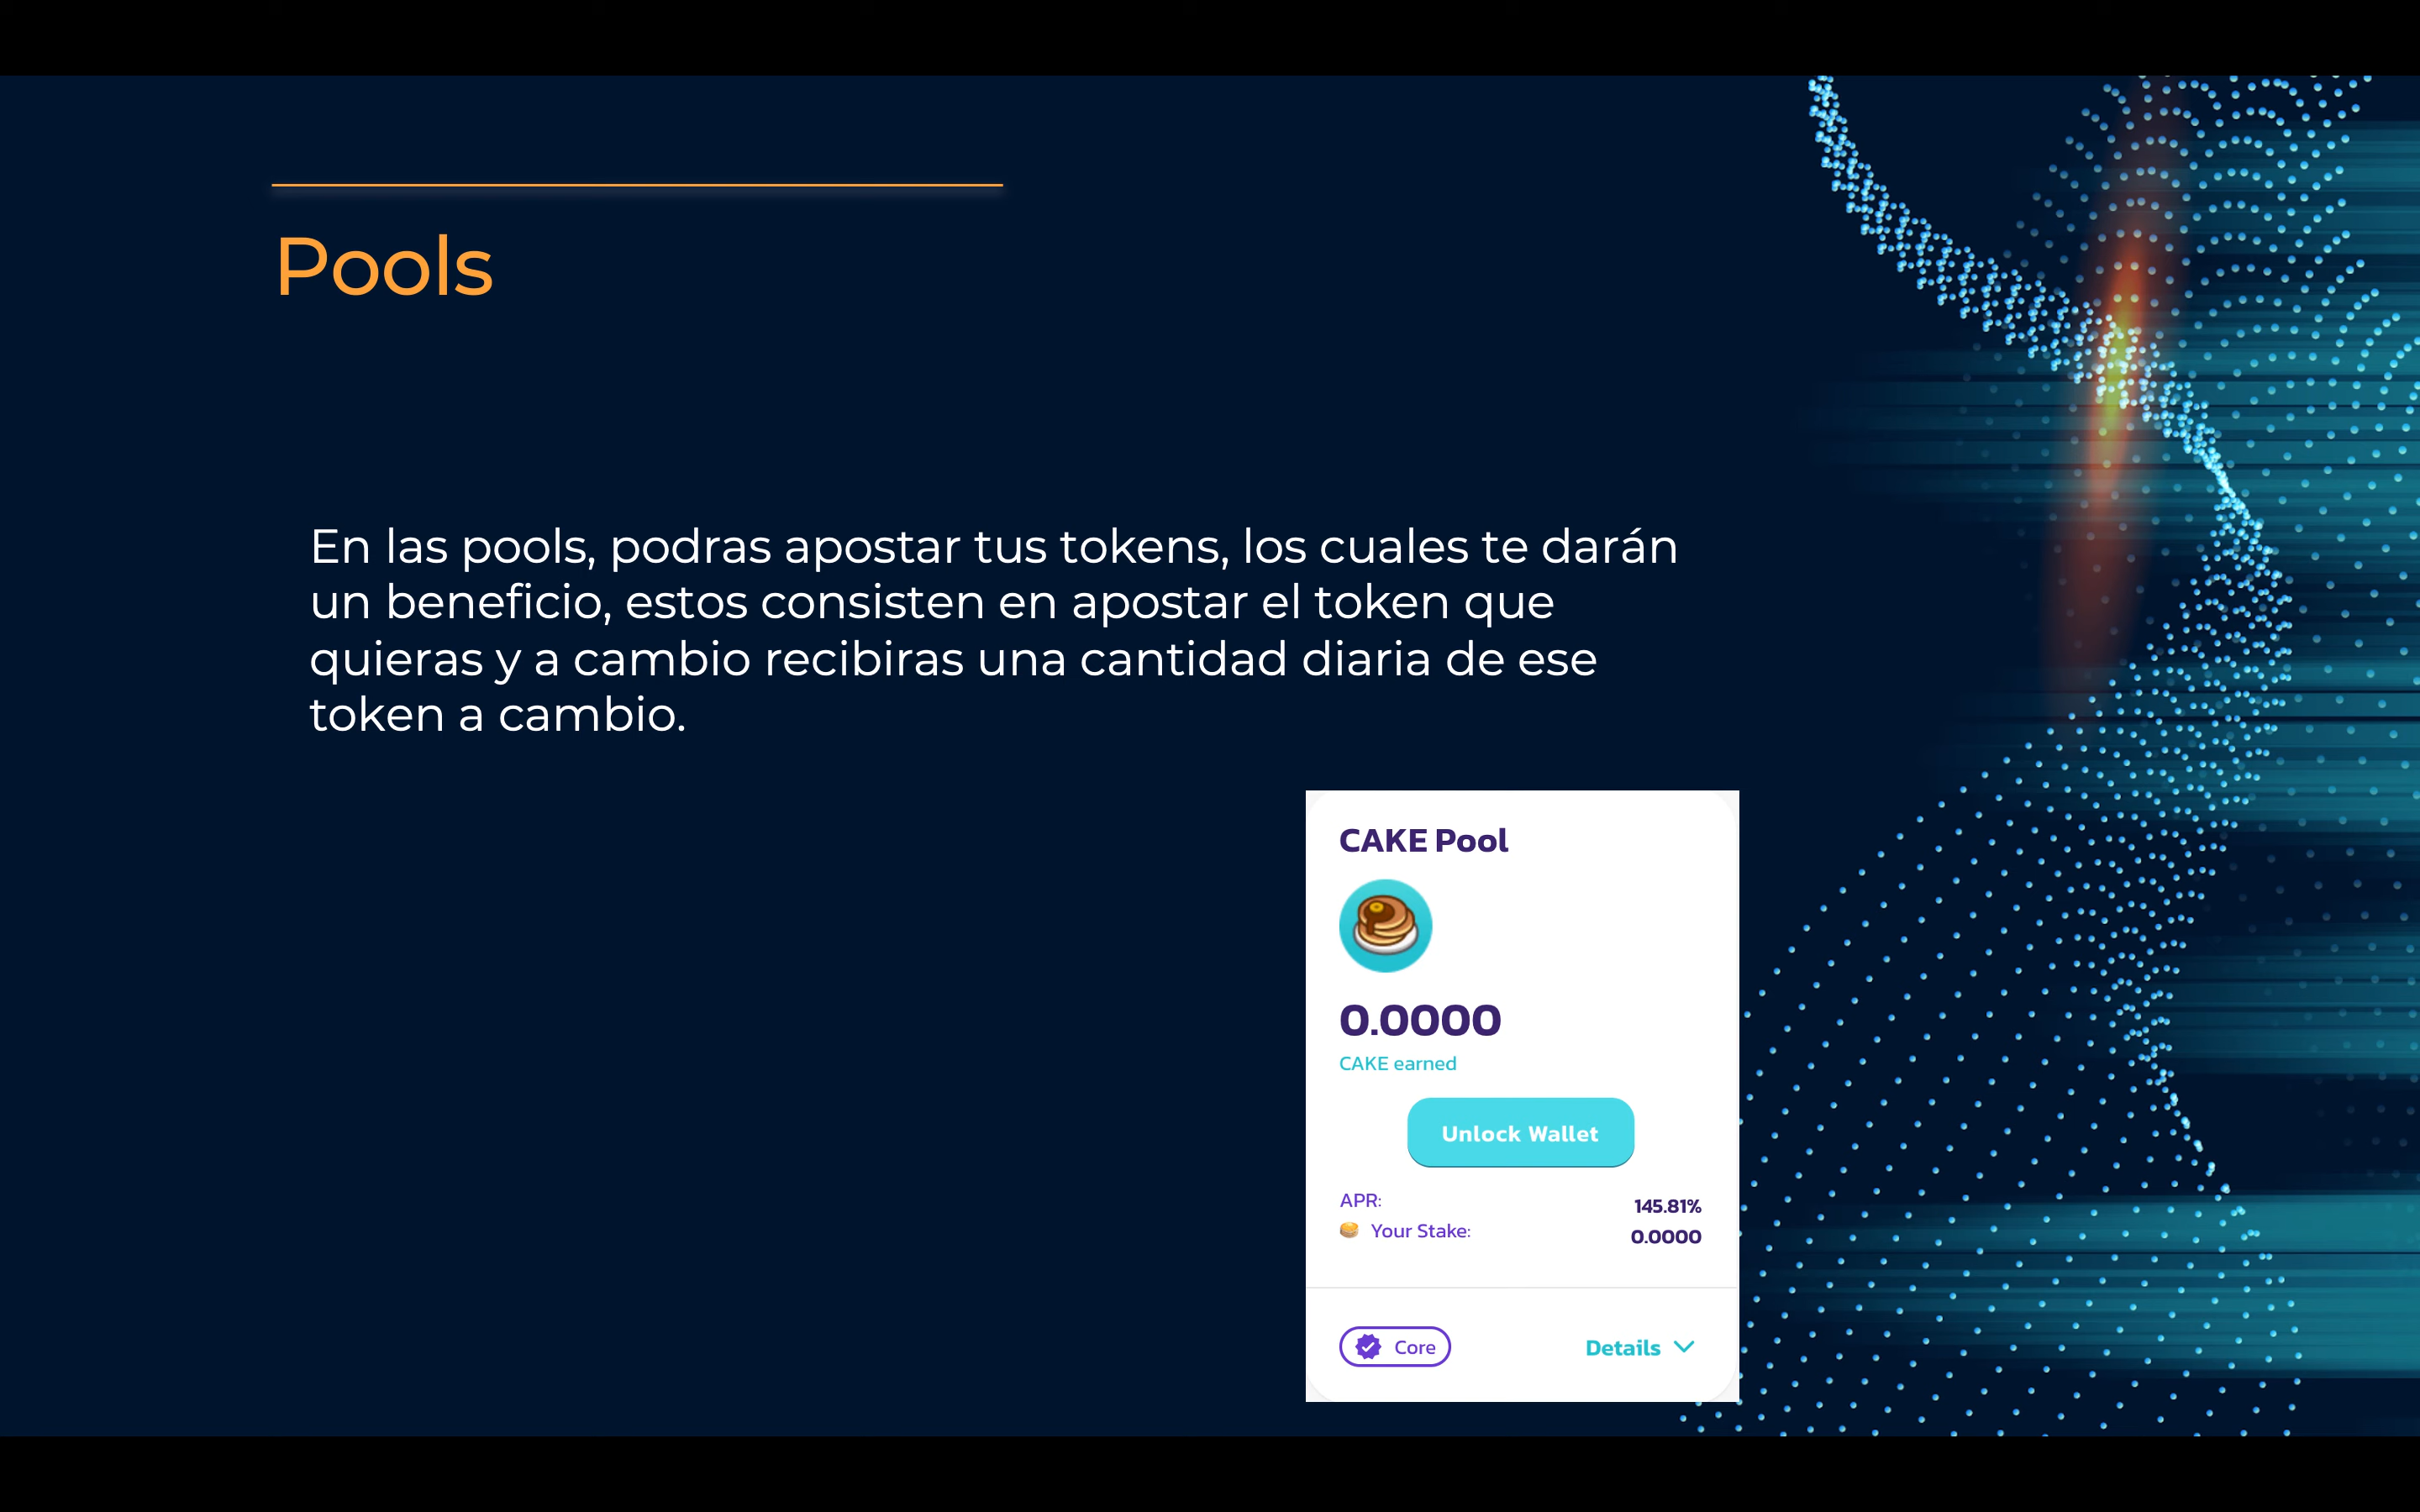 Pools
En las pools, podras apostar tus tokens, los cuales te darán
un beneficio, estos consisten en apostar el token que
quieras y a cambio recibiras una cantidad diaria de ese
token a cambio.
CAKE Pool
0.0000
CAKE earned
Unlock Wallet
APR: 145.81%
Your Stake: 0.0000
Core Details